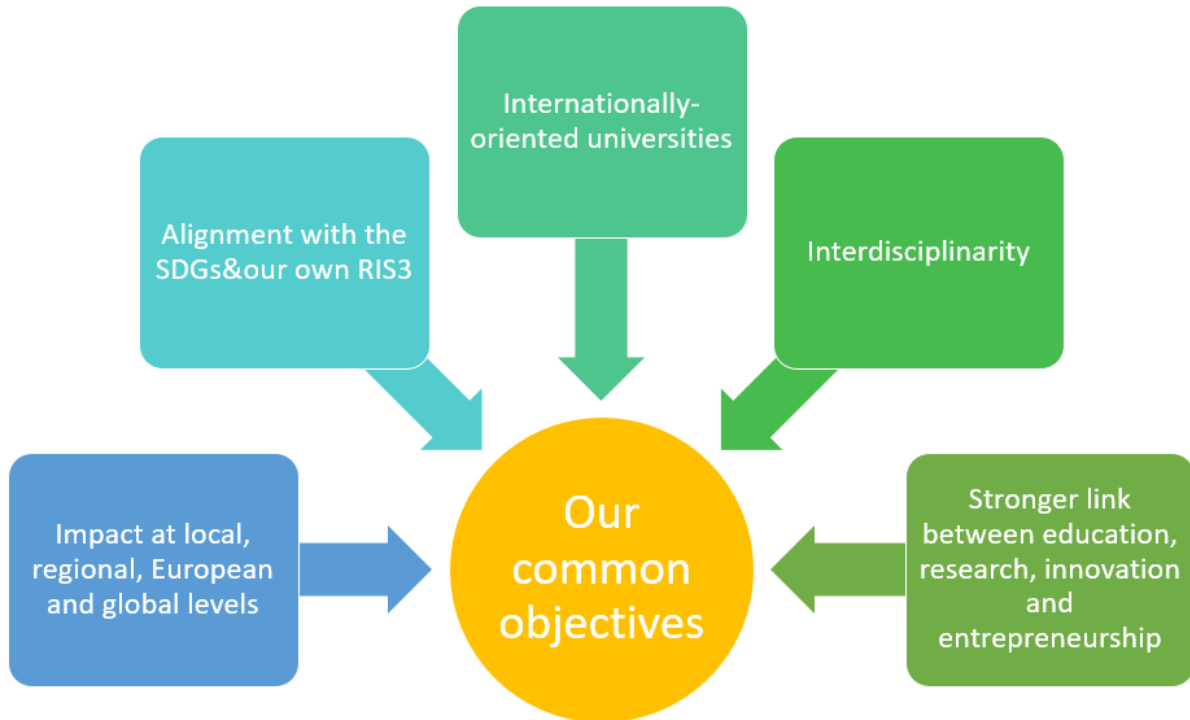 Internationally-
oriented universities
Alignment with the
SDGs&our own RIS3
Interdisciplinarity
Impact at local,
regional, European
and global levels
Our
common
objectives
Stronger link
between education,
research, innovation
and
entrepreneurship